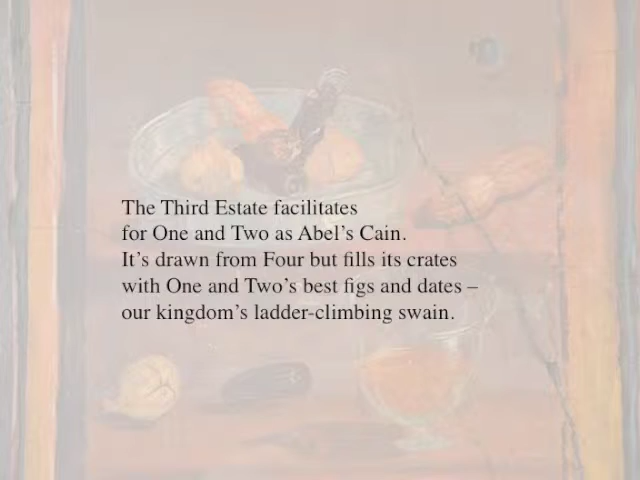 The Third Estate facilitates
for One and Two as Abel’s Cain.
It’s drawn from Four but fills its crates
with One and Two’s best figs and dates –
our kingdom’s ladder-climbing swain.